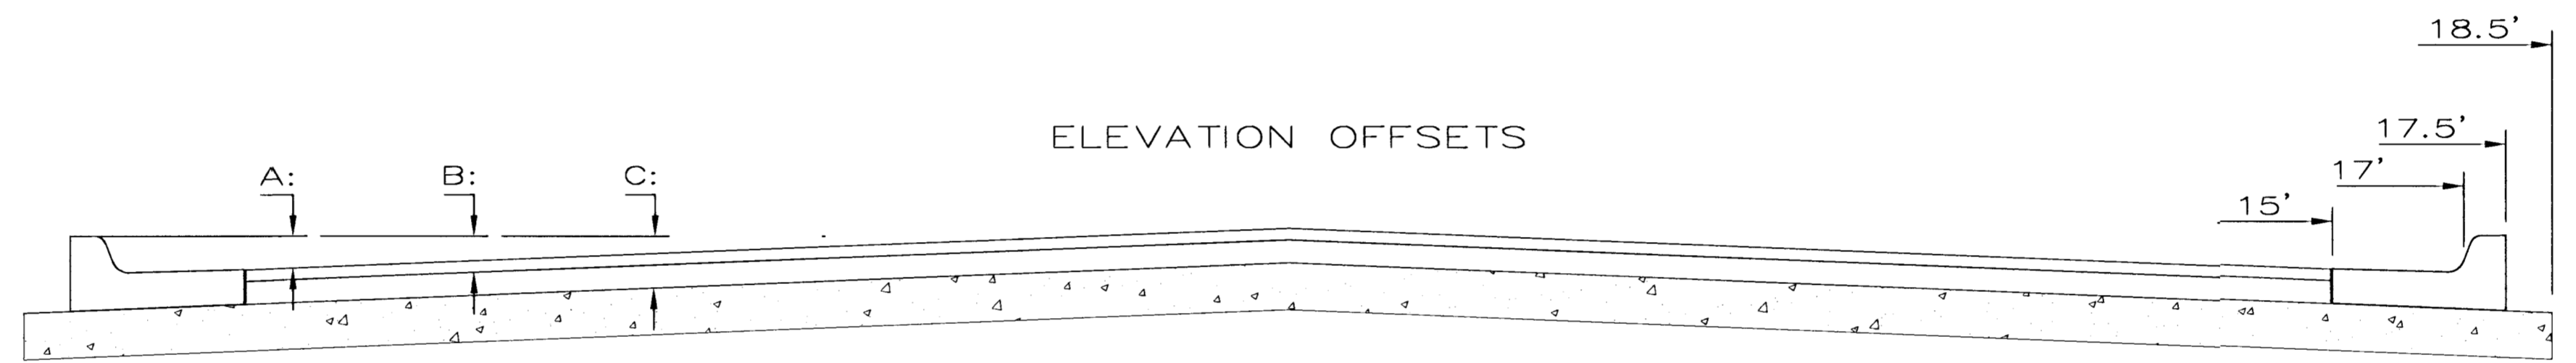 18.5'
ELEVATION OFFSETS
17.5'
A:
B:
C:
17'
15'